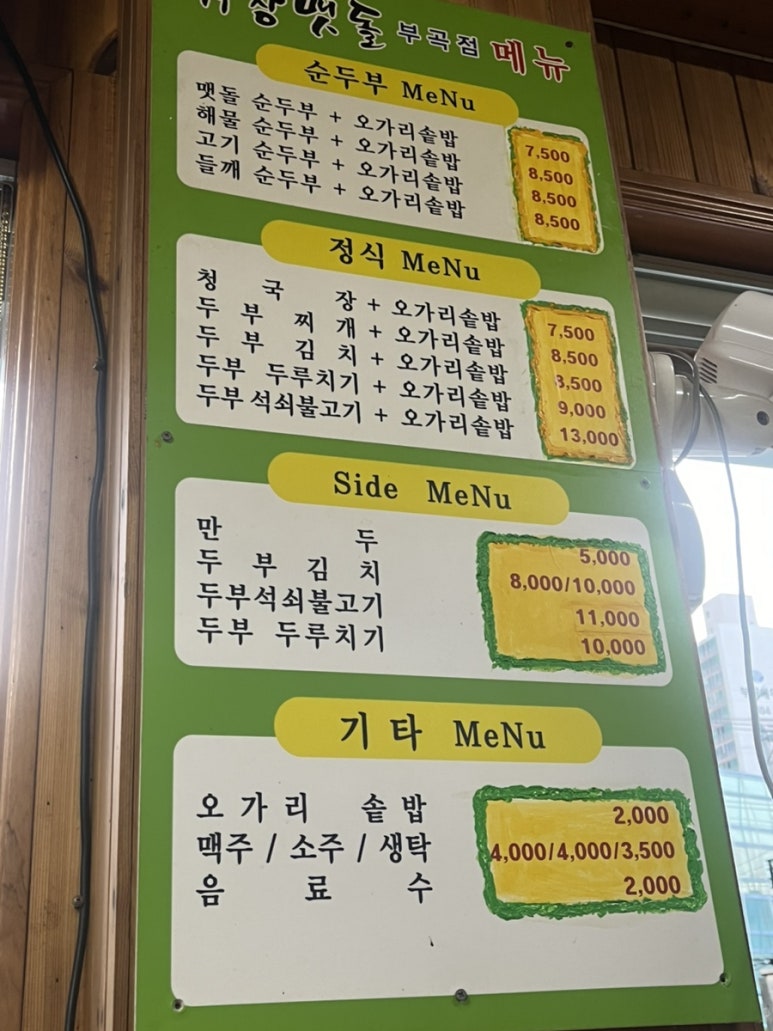 맷돌 부곡점 메뉴
순두부 MeNu
맷돌 순두부 + 오가리솥밥 7,500
해물 순두부 + 오가리솥밥 8,500
고기 순두부 + 오가리솥밥 8,500
들깨 순두부 + 오가리솥밥 8,500
정식 MeNu
청국장 + 오가리솥밥 7,500
두부찌개 + 오가리솥밥 8,500
두부김치 + 오가리솥밥 8,500
두부 두루치기 + 오가리솥밥 9,000
두부석쇠불고기 + 오가리솥밥 13,000
Side MeNu
만두 5,000
두부김치 8,000/10,000
두부석쇠불고기 11,000
두부 두루치기 10,000
기타 MeNu
오가리 솥밥 2,000
맥주 / 소주 / 생탁 4,000/4,000/3,500
음료수 2,000